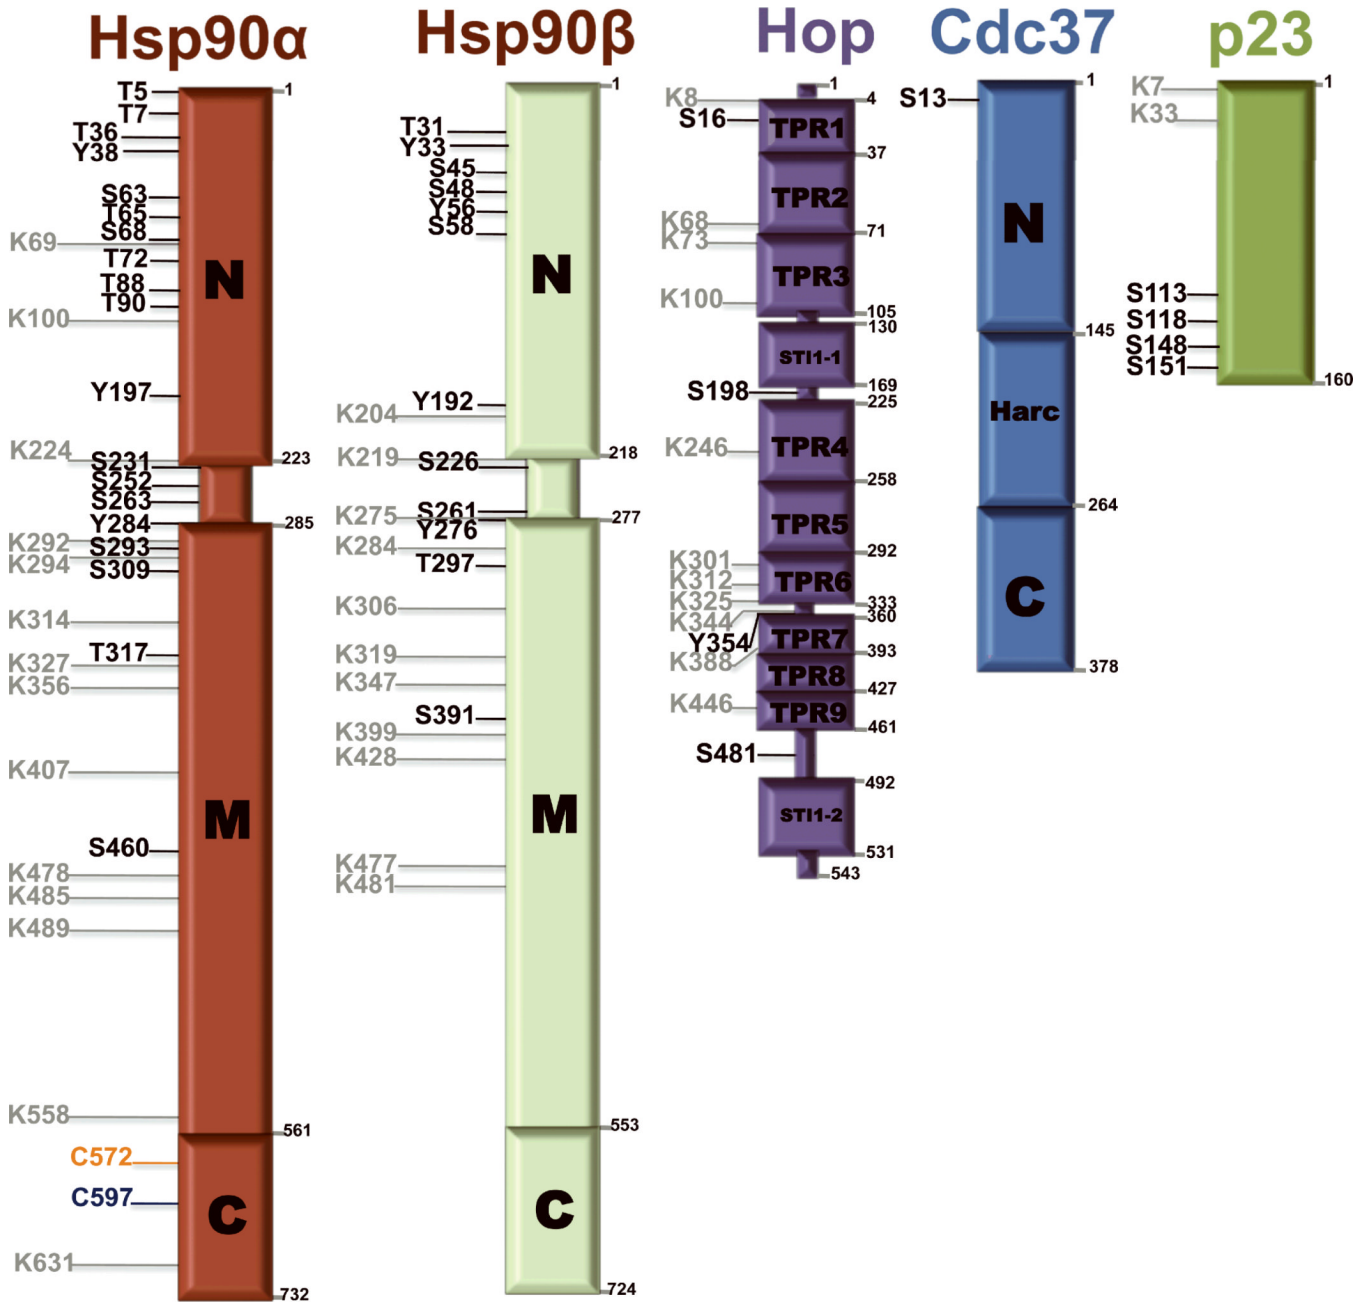 Hsp90α
T5
T7
T36
Y38
S63
T65
S68
K69
T72
T88
T90
K100
Y197
K224
S231
S252
S263
Y284
K292
S293
K294
S309
K314
T317
K327
K356
K407
S460
K478
K485
K489
K558
C572
C597
K631
N
M
C
1
223
285
561
732
Hsp90β
T31
Y33
S45
S48
Y56
S58
Y192
K204
K219
S226
S261
K275
Y276
K284
T297
K306
K319
K347
S391
K399
K428
K477
K481
N
M
C
1
218
277
553
724
Hop
K8
S16
K68
K73
K100
S198
K246
K301
K312
K325
K344
Y354
K388
K446
S481
TPR1
TPR2
TPR3
STI1-1
TPR4
TPR5
TPR6
TPR7
TPR8
TPR9
STI1-2
1
4
37
71
105
130
169
225
258
292
333
360
393
427
461
492
531
543
Cdc37
S13
N
Harc
C
1
145
264
378
p23
K7
K33
S113
S118
S148
S151
1
160